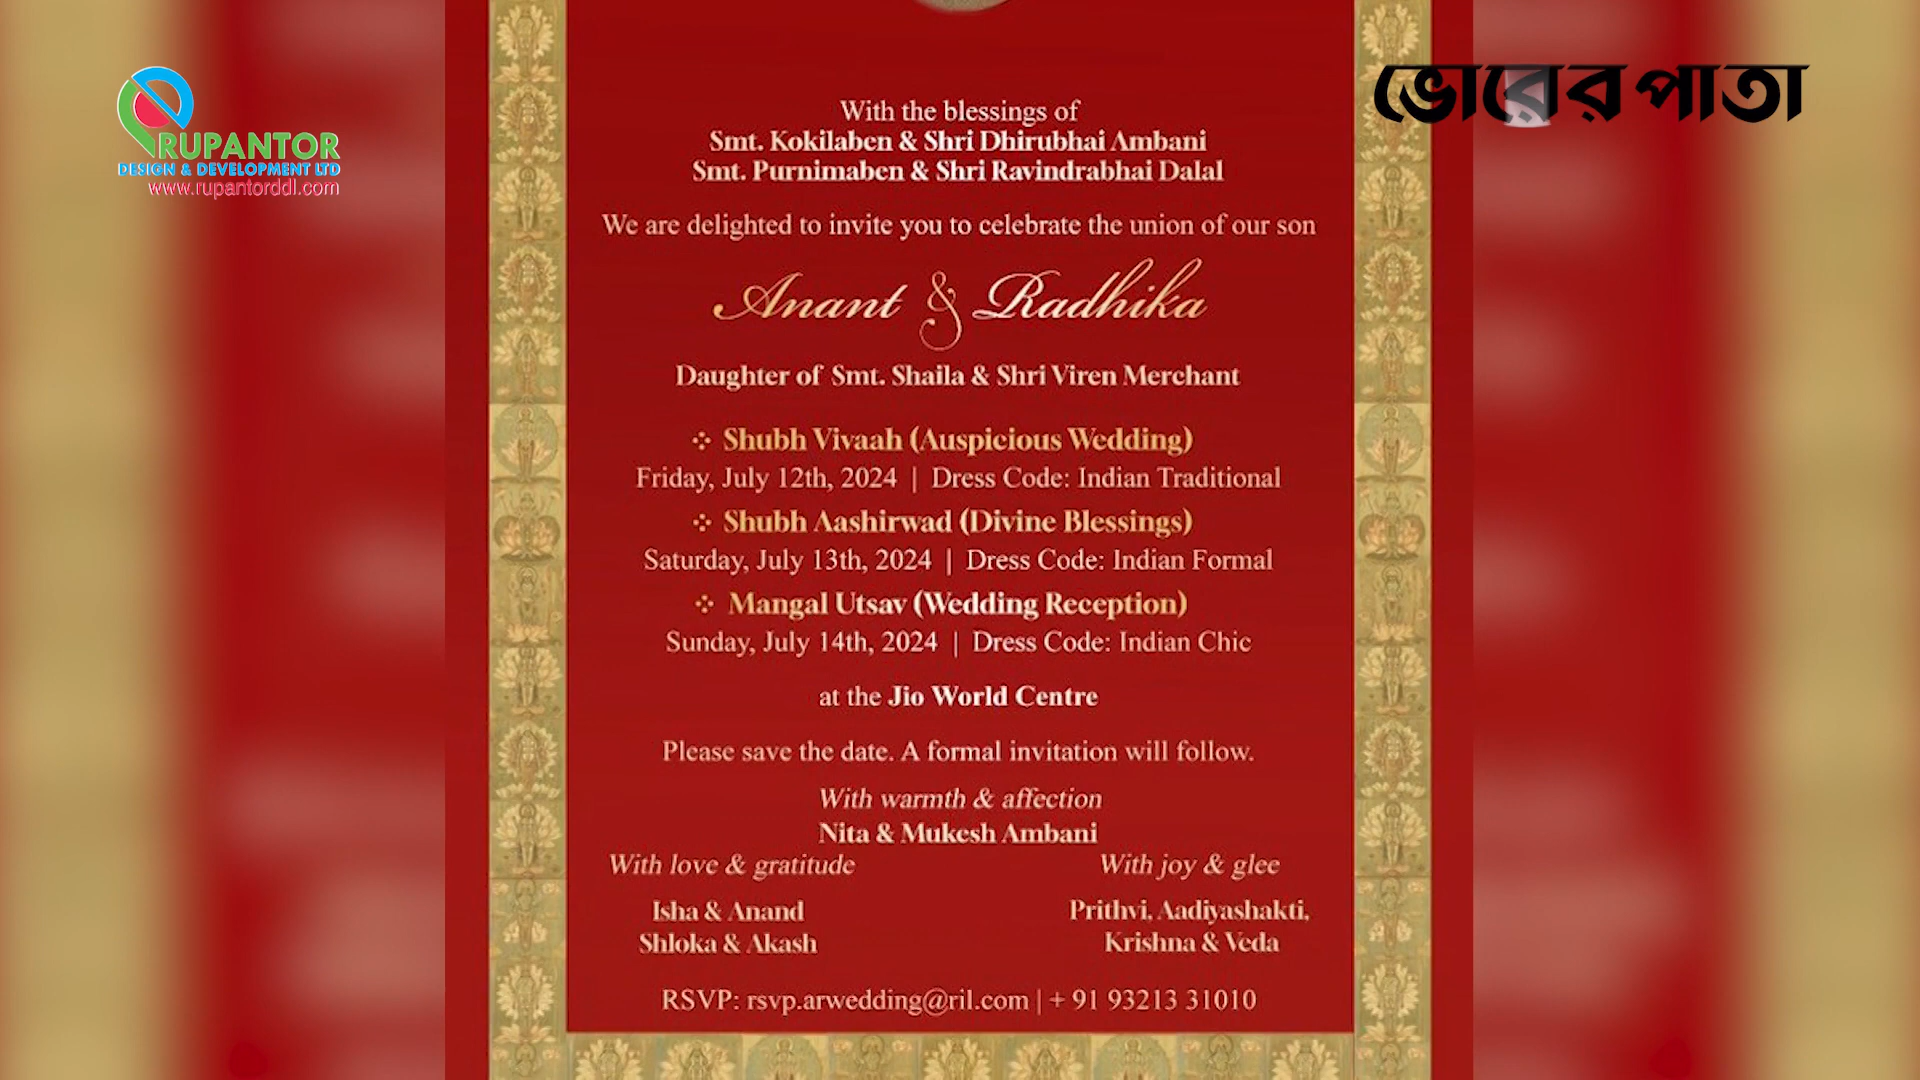 RUPANTOR
DESIGN & DEVELOPMENT LTD
www.rupantorddl.com
ভোরের পাতা
With the blessings of
Smt. Kokilaben & Shri Dhirubhai Ambani
Smt. Purnimaben & Shri Ravindrabhai Dalal
We are delighted to invite you to celebrate the union of our son
Anant & Radhika
Daughter of Smt. Shaila & Shri Viren Merchant
Shubh Vivaah (Auspicious Wedding)
Friday, July 12th, 2024 | Dress Code: Indian Traditional
Shubh Aashirwad (Divine Blessings)
Saturday, July 13th, 2024 | Dress Code: Indian Formal
Mangal Utsav (Wedding Reception)
Sunday, July 14th, 2024 | Dress Code: Indian Chic
at the Jio World Centre
Please save the date. A formal invitation will follow.
With warmth & affection
Nita & Mukesh Ambani
With love & gratitude
Isha & Anand
Shloka & Akash
With joy & glee
Prithvi, Aadiyashakti,
Krishna & Veda
RSVP: rsvp.arwedding@ril.com | + 91 93213 31010